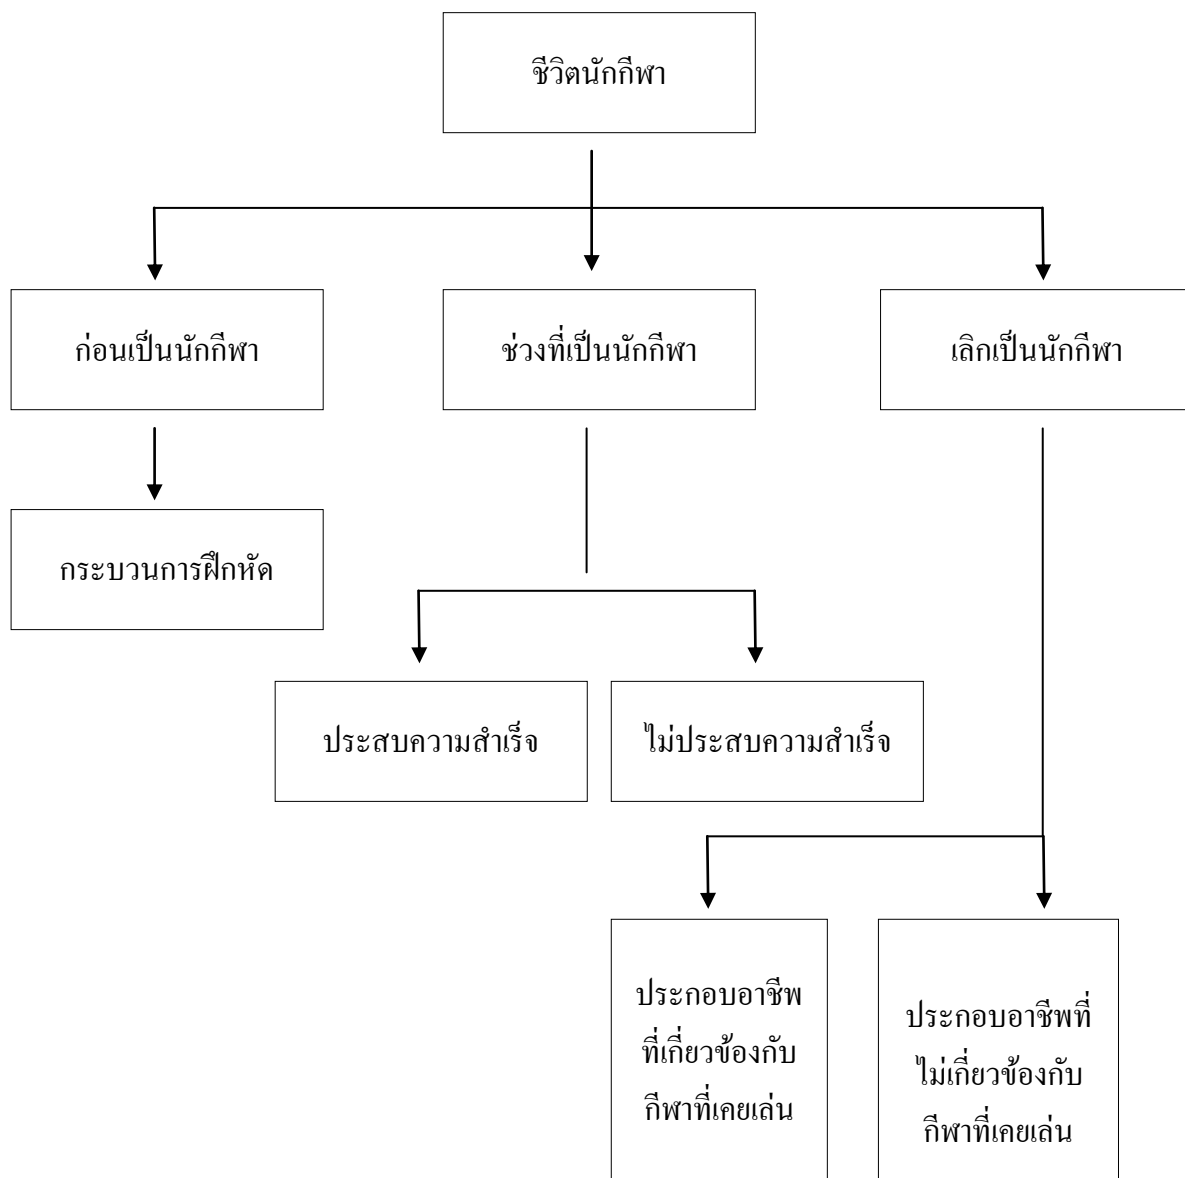 ชีวิตนักกีฬา
ก่อนเป็นนักกีฬา
ช่วงที่เป็นนักกีฬา
เลิกเป็นนักกีฬา
กระบวนการฝึกหัด
ประสบความสำเร็จ
ไม่ประสบความสำเร็จ
ประกอบอาชีพ
ที่เกี่ยวข้องกับ
กีฬาที่เคยเล่น
ประกอบอาชีพที่
ไม่เกี่ยวข้องกับ
กีฬาที่เคยเล่น